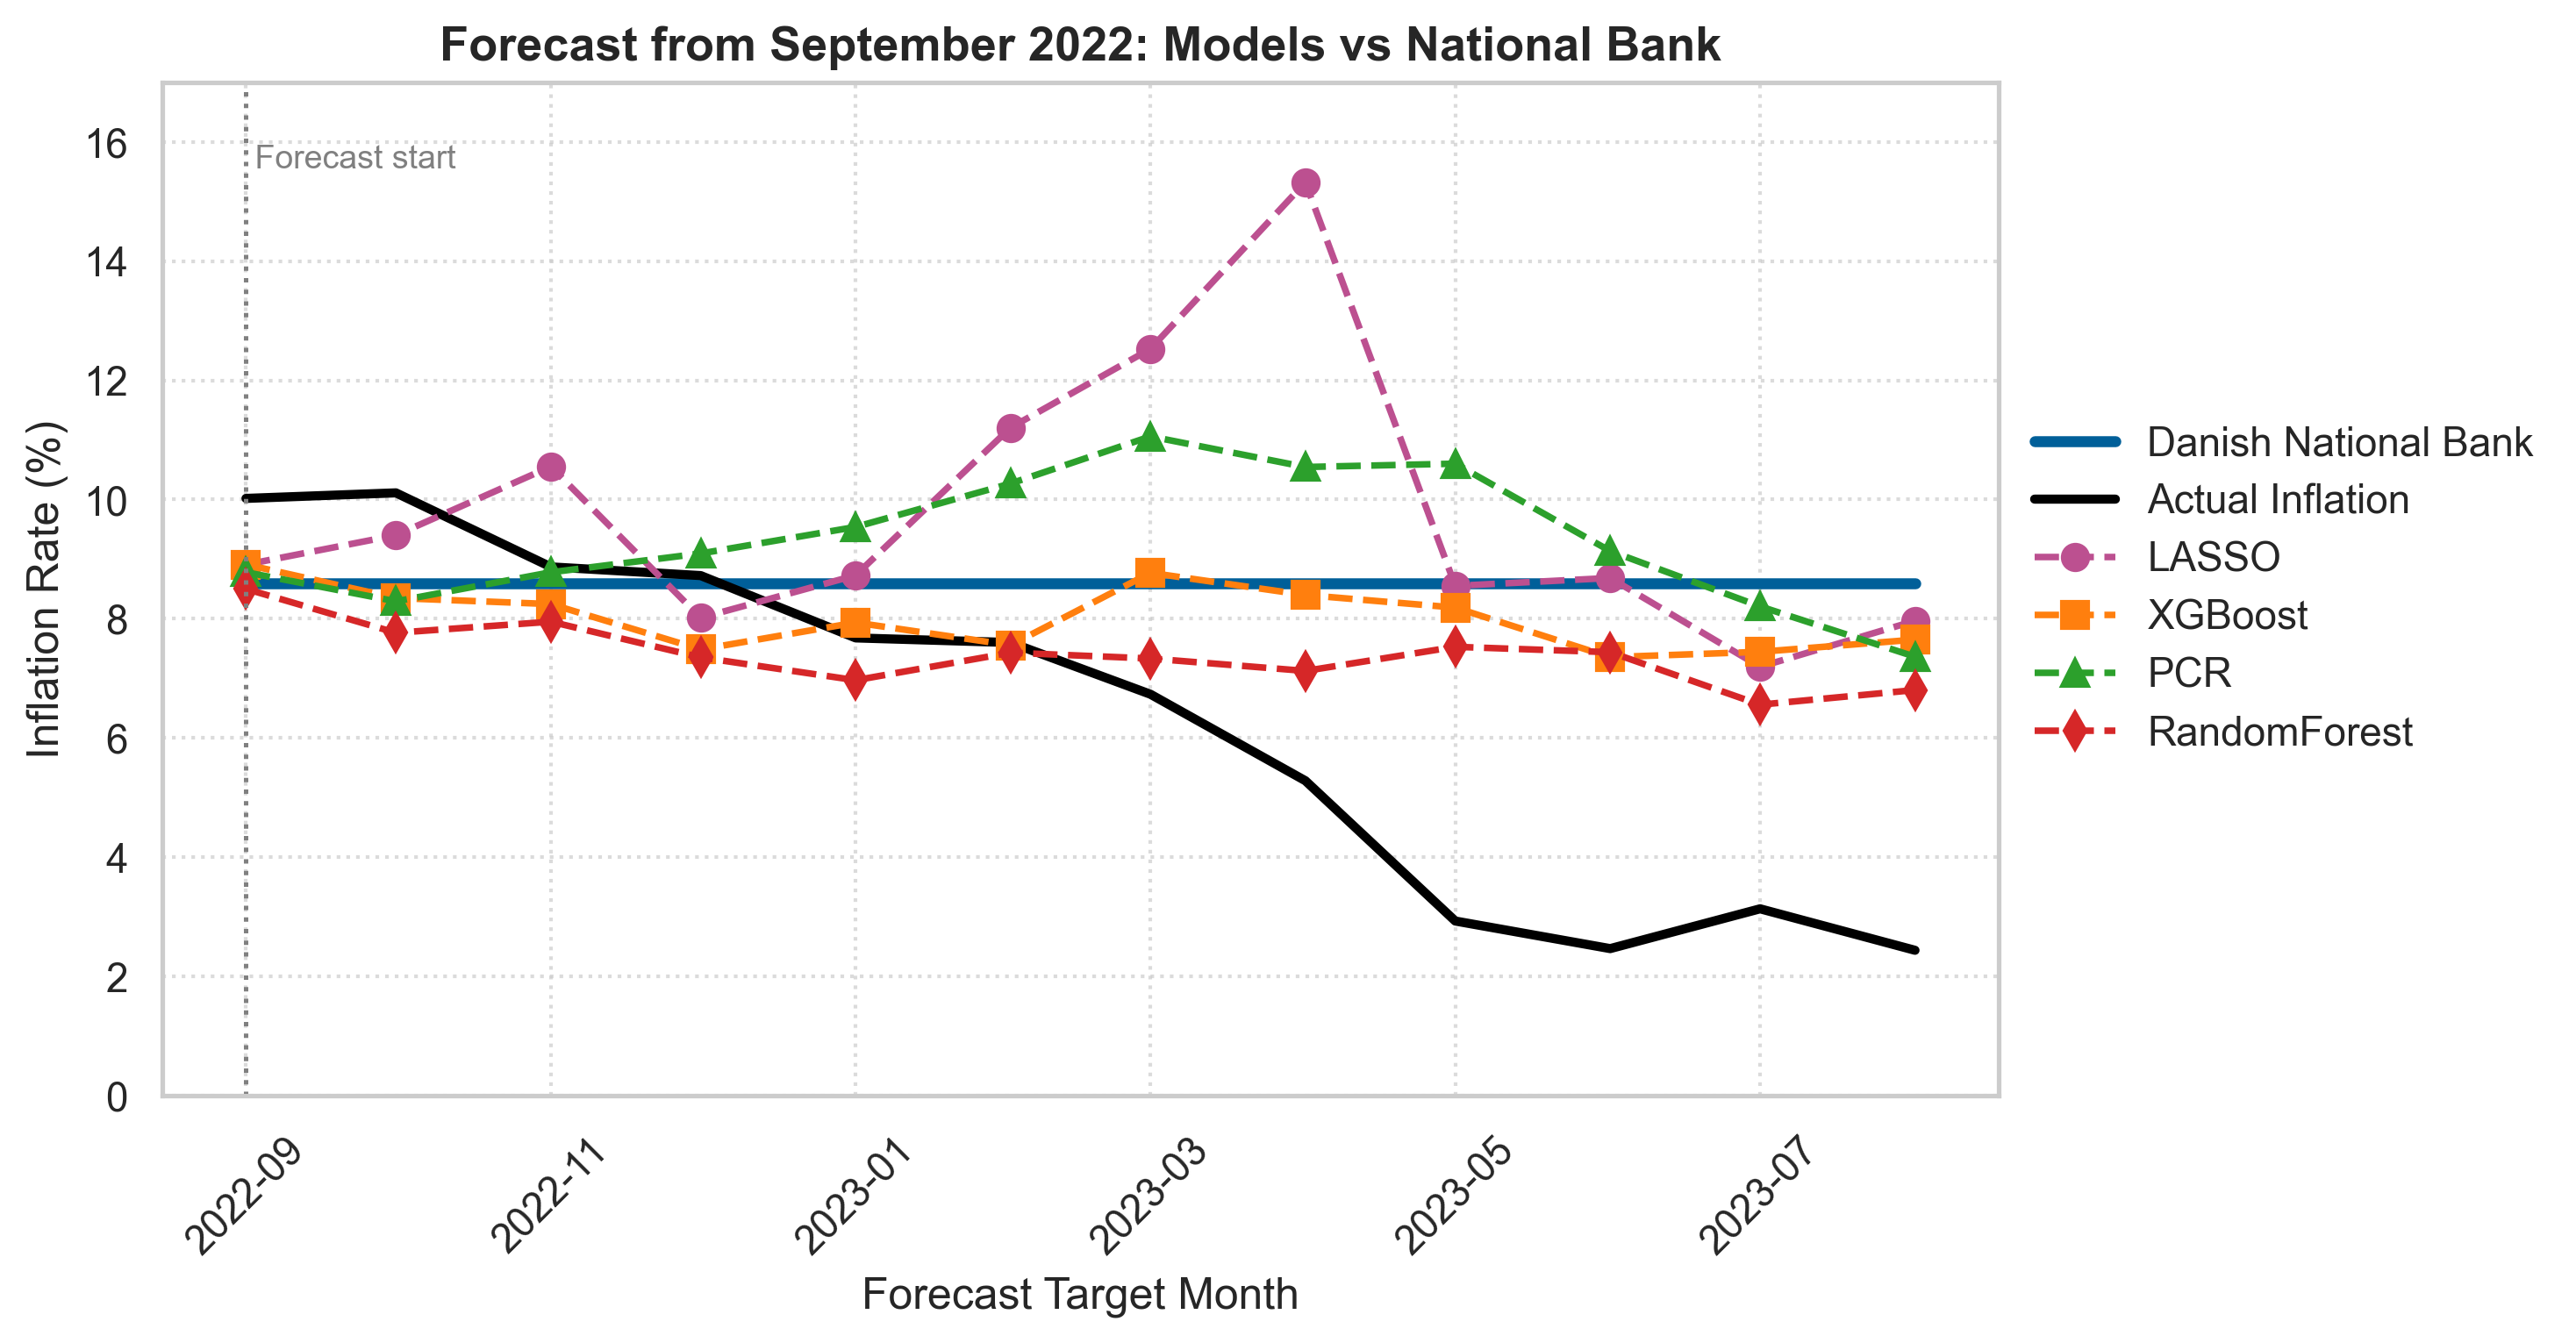 Forecast from September 2022: Models vs National Bank
16
14
12
10
8
6
4
2
0
Inflation Rate (%)
Forecast start
2022-09
2022-11
2023-01
2023-03
2023-05
2023-07
Forecast Target Month
Danish National Bank
Actual Inflation
LASSO
XGBoost
PCR
RandomForest